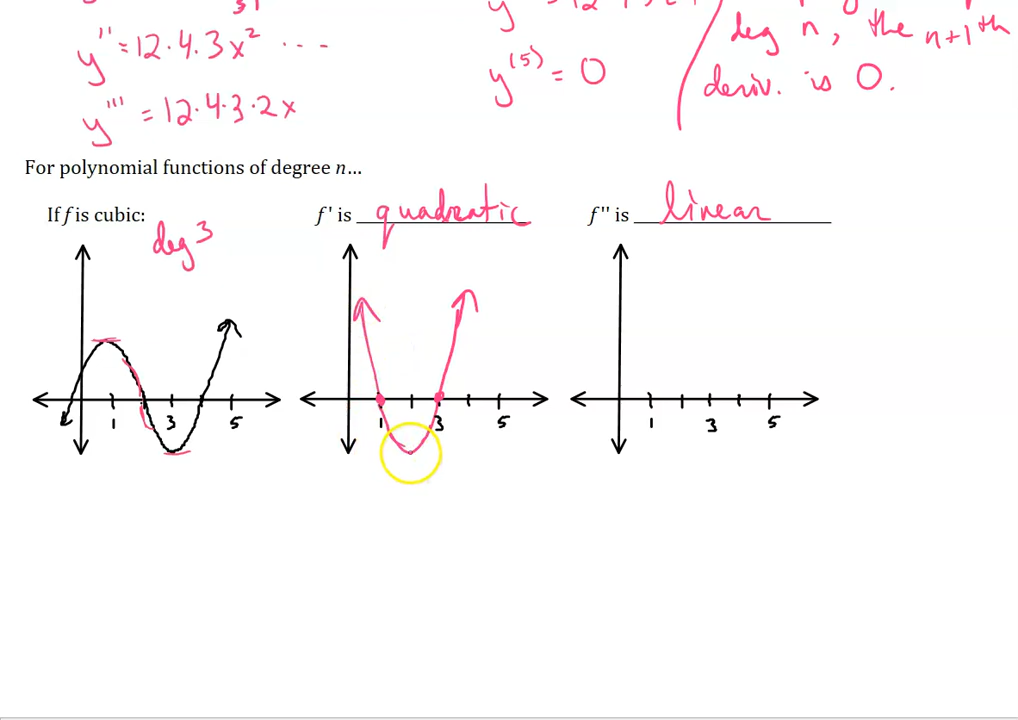 y'' = 12·4·3x² ···
y''' = 12·4·3·2x
y⁽⁵⁾ = 0
deg n, the n+1th
deriv. is 0.
For polynomial functions of degree n…
If f is cubic:
deg 3
f' is quadratic
f'' is linear
1 3 5
1 3 5
1 3 5